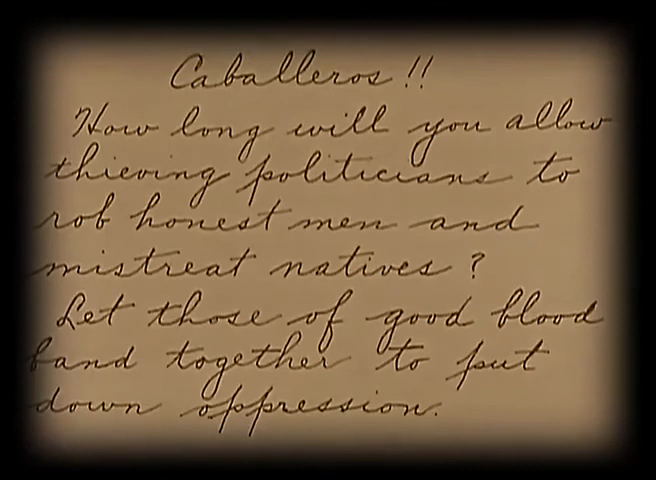 Caballeros!!
How long will you allow
thieving politicians to
rob honest men and
mistreat natives?
Let those of good blood
band together to put
down oppression.